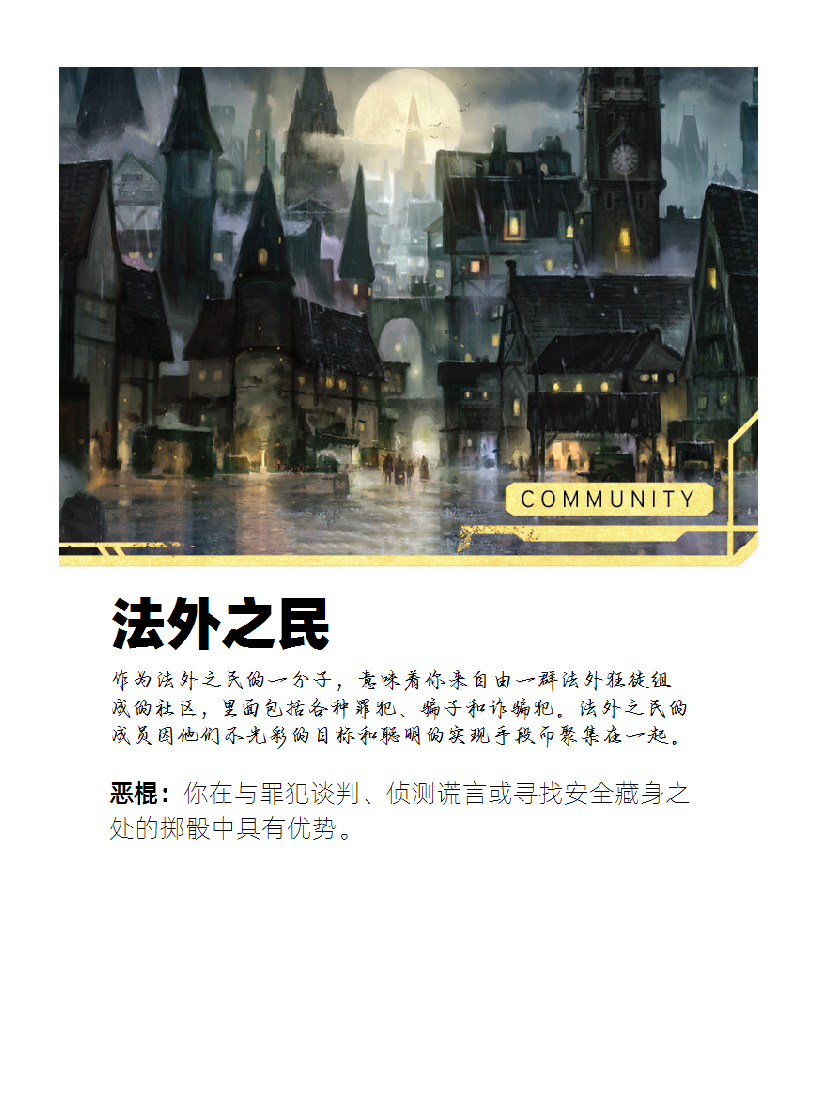 COMMUNITY
法外之民
作为法外之民的一分子，意味着你来自由一群法外狂徒组
成的社区，里面包括各种罪犯、骗子和诈骗犯。法外之民的
成员因他们不光彩的目标和聪明的实现手段而聚集在一起。
恶棍：你在与罪犯谈判、侦测谎言或寻找安全藏身之
处的掷骰中具有优势。